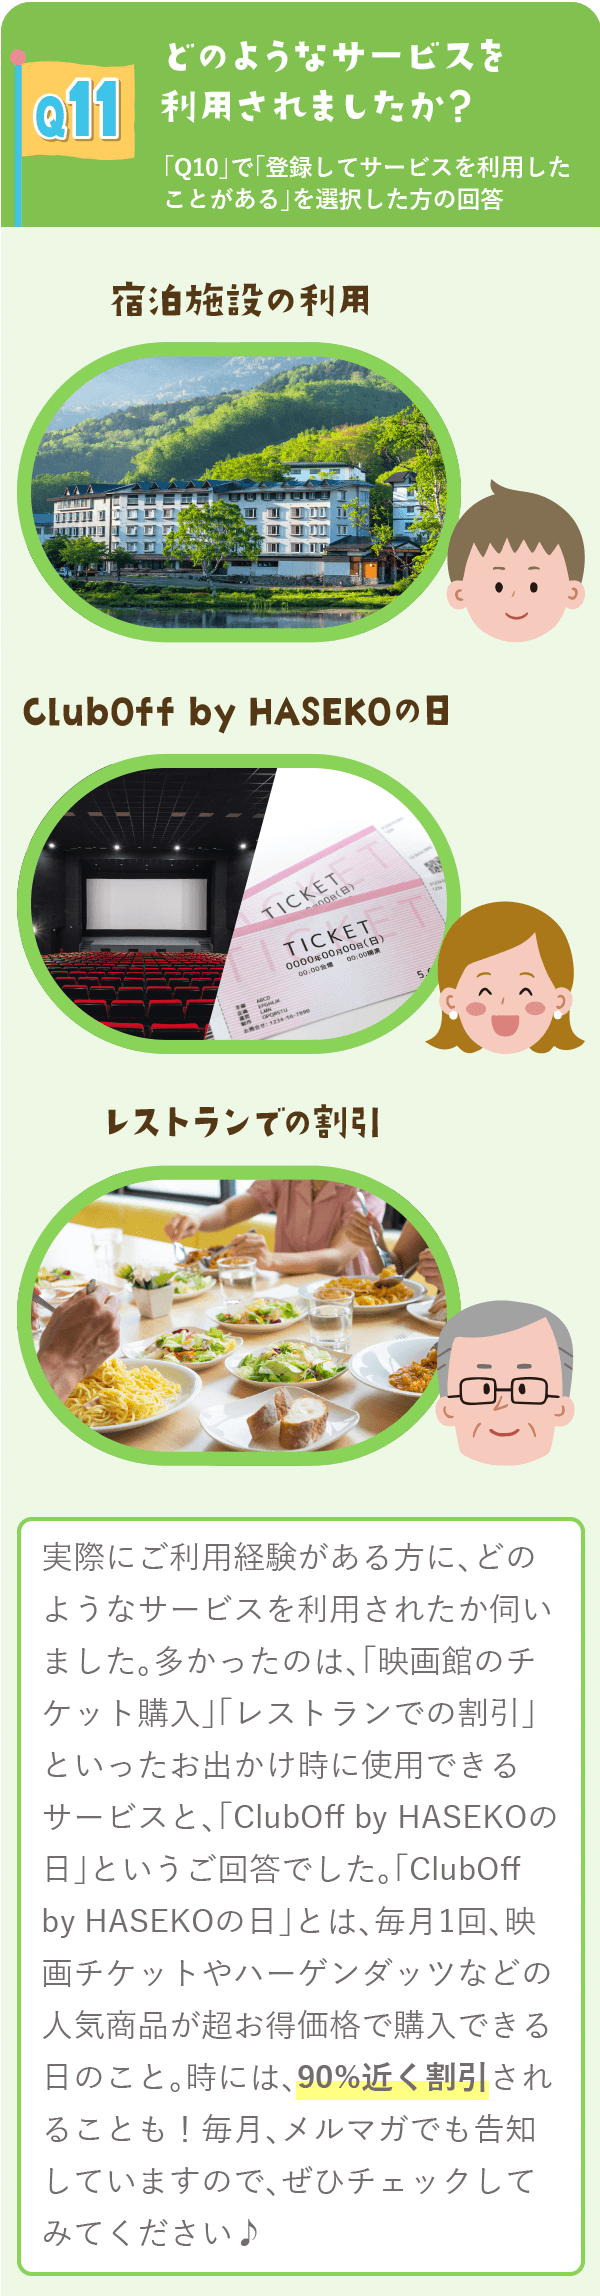 Q11
どのようなサービスを
利用されましたか？
「Q10」で「登録してサービスを利用した
ことがある」を選択した方の回答
宿泊施設の利用
ClubOff by HASEKOの日
TICKET
TICKET
0000年00月00日(日)
00:00会場 00:00開演
ABCD
EFGHIJK
LMN
OPQRSTU
お問合せ：1234-56-7890
レストランでの割引
実際にご利用経験がある方に、どの
ようなサービスを利用されたか伺い
ました。多かったのは、「映画館のチ
ケット購入」「レストランでの割引」
といったお出かけ時に使用できる
サービスと、「ClubOff by HASEKOの
日」というご回答でした。「ClubOff
by HASEKOの日」とは、毎月1回、映
画チケットやハーゲンダッツなどの
人気商品が超お得価格で購入できる
日のこと。時には、90%近く割引され
ることも！毎月、メルマガでも告知
していますので、ぜひチェックして
みてください♪